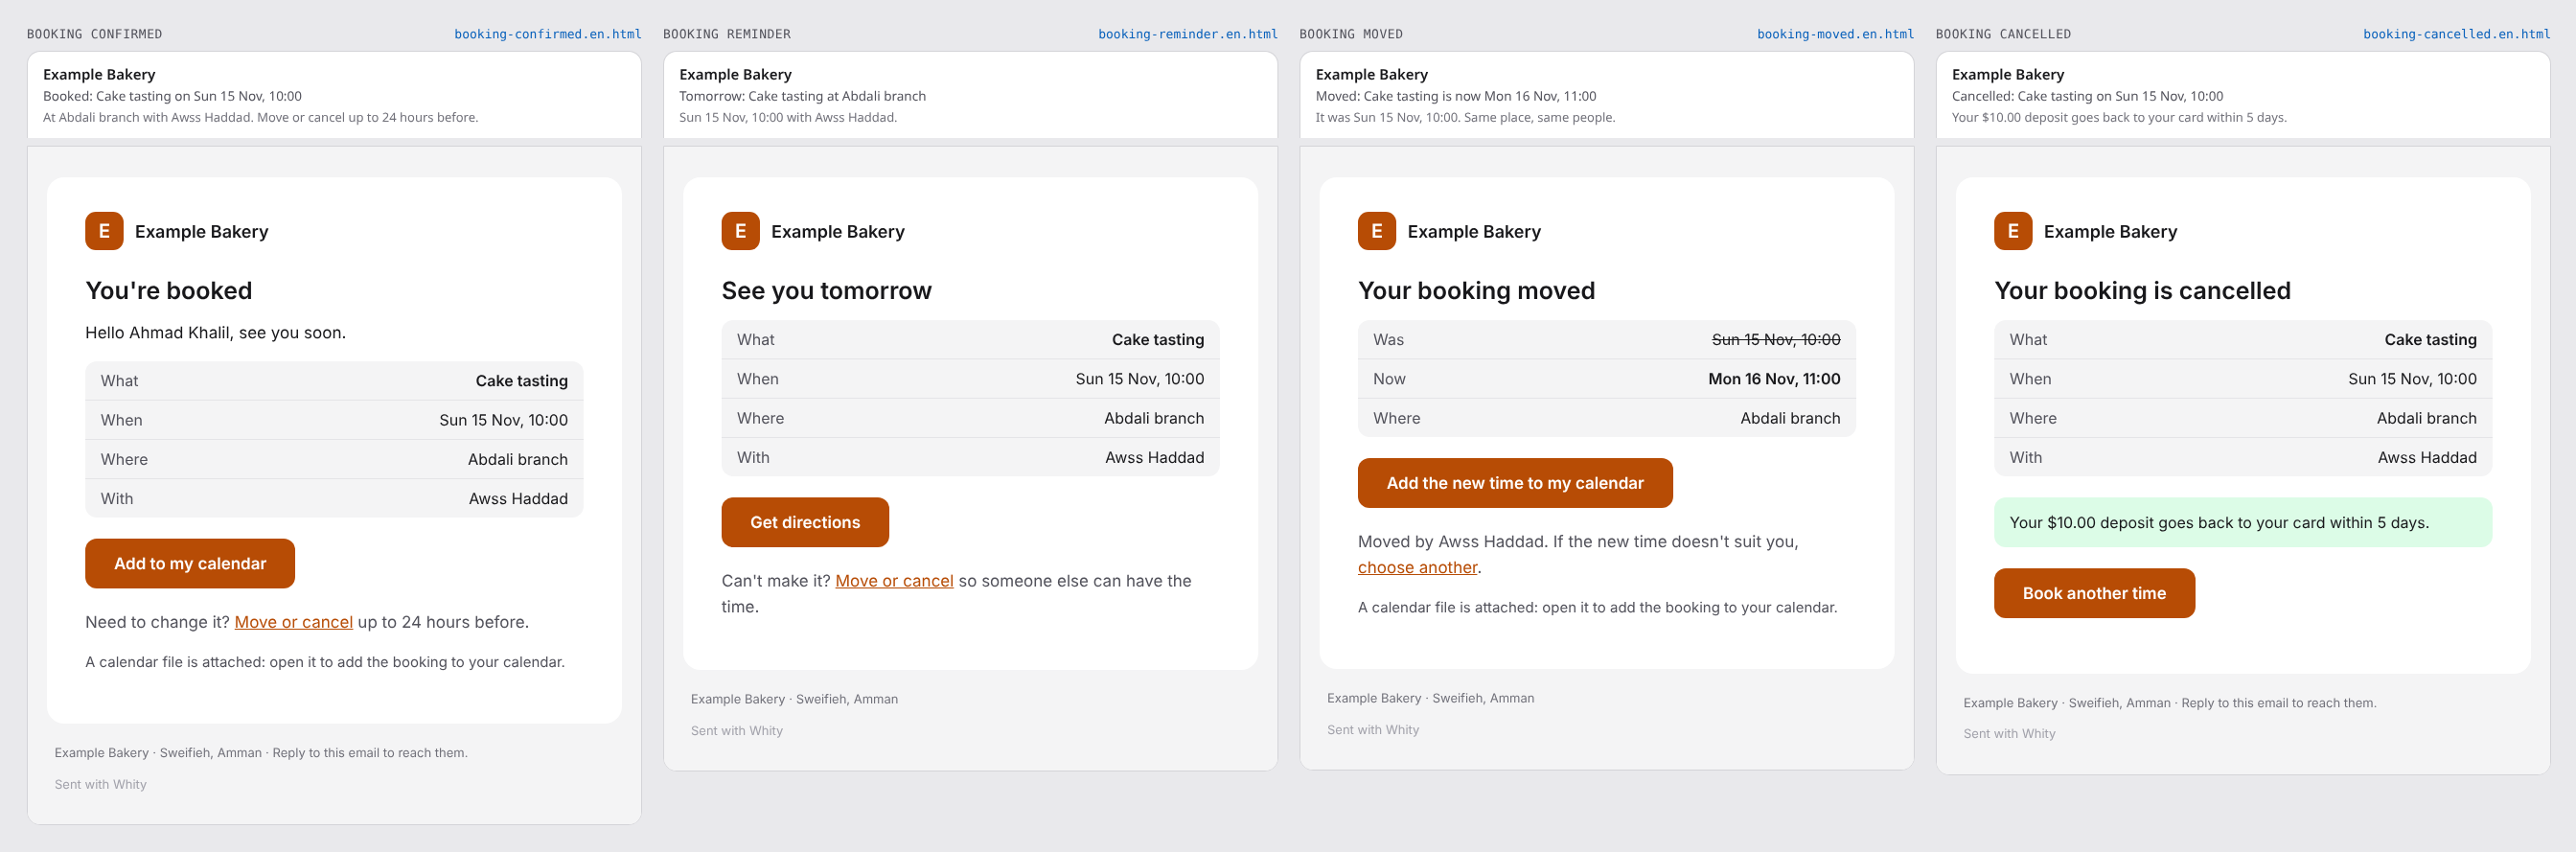 BOOKING CONFIRMED
booking-confirmed.en.html
Example Bakery
Booked: Cake tasting on Sun 15 Nov, 10:00
At Abdali branch with Awss Haddad. Move or cancel up to 24 hours before.
E
Example Bakery
You're booked
Hello Ahmad Khalil, see you soon.
What Cake tasting
When Sun 15 Nov, 10:00
Where Abdali branch
With Awss Haddad
Add to my calendar
Need to change it? Move or cancel up to 24 hours before.
A calendar file is attached: open it to add the booking to your calendar.
Example Bakery · Sweifieh, Amman · Reply to this email to reach them.
Sent with Whity
BOOKING REMINDER
booking-reminder.en.html
Example Bakery
Tomorrow: Cake tasting at Abdali branch
Sun 15 Nov, 10:00 with Awss Haddad.
E
Example Bakery
See you tomorrow
What Cake tasting
When Sun 15 Nov, 10:00
Where Abdali branch
With Awss Haddad
Get directions
Can't make it? Move or cancel so someone else can have the
time.
Example Bakery · Sweifieh, Amman
Sent with Whity
BOOKING MOVED
booking-moved.en.html
Example Bakery
Moved: Cake tasting is now Mon 16 Nov, 11:00
It was Sun 15 Nov, 10:00. Same place, same people.
E
Example Bakery
Your booking moved
Was Sun 15 Nov, 10:00
Now Mon 16 Nov, 11:00
Where Abdali branch
Add the new time to my calendar
Moved by Awss Haddad. If the new time doesn't suit you,
choose another.
A calendar file is attached: open it to add the booking to your calendar.
Example Bakery · Sweifieh, Amman
Sent with Whity
BOOKING CANCELLED
booking-cancelled.en.html
Example Bakery
Cancelled: Cake tasting on Sun 15 Nov, 10:00
Your $10.00 deposit goes back to your card within 5 days.
E
Example Bakery
Your booking is cancelled
What Cake tasting
When Sun 15 Nov, 10:00
Where Abdali branch
With Awss Haddad
Your $10.00 deposit goes back to your card within 5 days.
Book another time
Example Bakery · Sweifieh, Amman · Reply to this email to reach them.
Sent with Whity